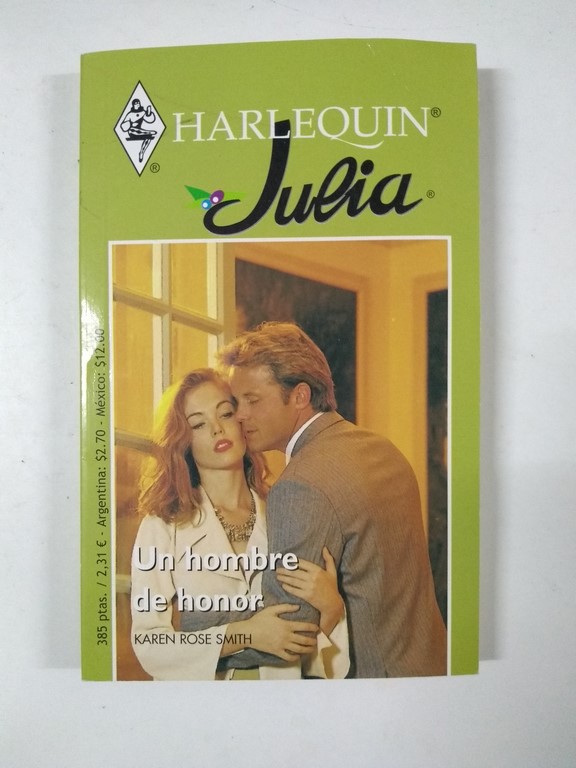 HARLEQUIN®
Julia®
®
385 ptas. / 2,31 € - Argentina: $2.70 - México: $12.00
Un hombre
de honor
KAREN ROSE SMITH